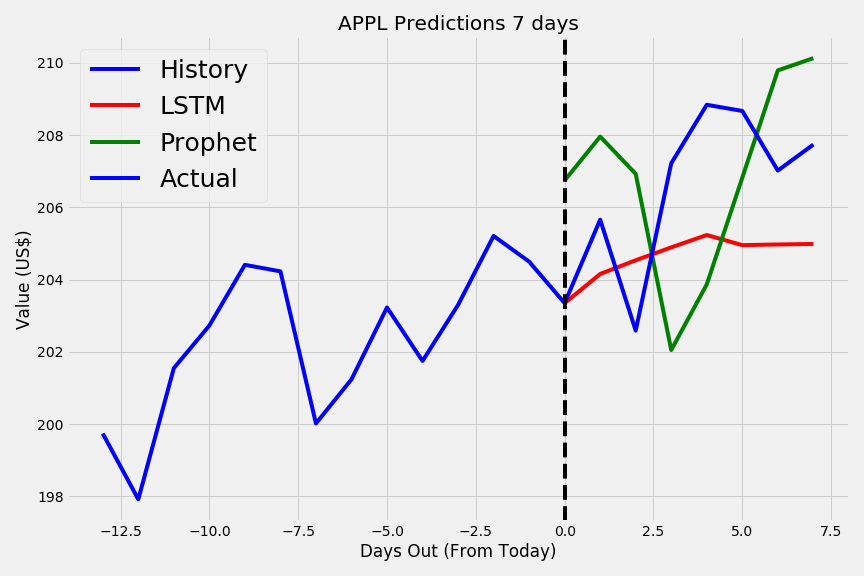 APPL Predictions 7 days
History
LSTM
Prophet
Actual
210
208
206
204
202
200
198
Value (US$)
−12.5 −10.0 −7.5 −5.0 −2.5 0.0 2.5 5.0 7.5
Days Out (From Today)